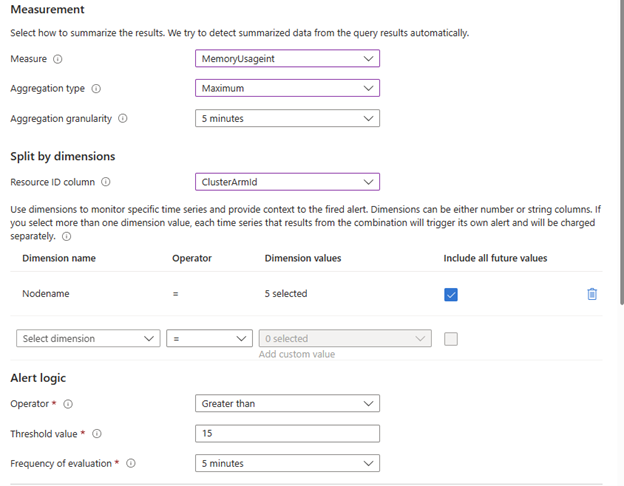 Measurement
Select how to summarize the results. We try to detect summarized data from the query results automatically.
Measure
MemoryUsageint
Aggregation type
Maximum
Aggregation granularity
5 minutes
Split by dimensions
Resource ID column
ClusterArmId
Use dimensions to monitor specific time series and provide context to the fired alert. Dimensions can be either number or string columns. If
you select more than one dimension value, each time series that results from the combination will trigger its own alert and will be charged
separately.
Dimension name Operator Dimension values Include all future values
Nodename = 5 selected
Select dimension = 0 selected
Add custom value
Alert logic
Operator *
Greater than
Threshold value *
15
Frequency of evaluation *
5 minutes